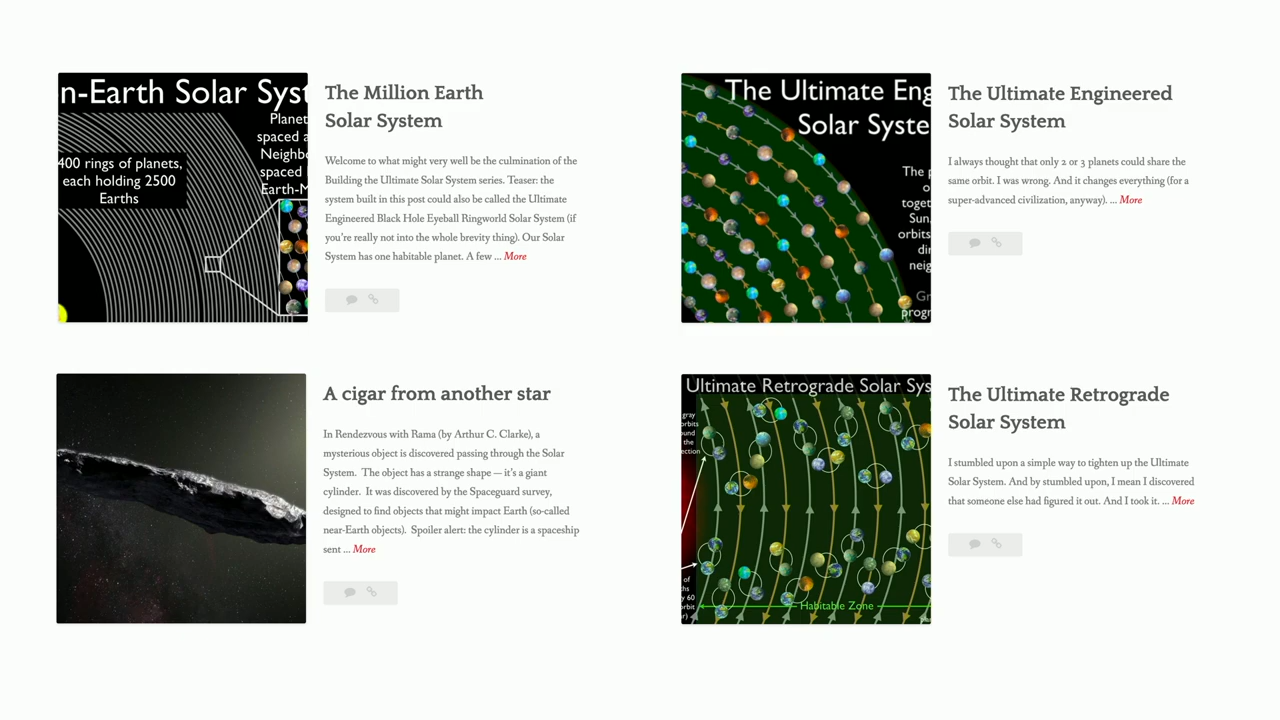 n-Earth Solar Syst
Planet
spaced a
Neighbo
spaced
Earth-M
400 rings of planets,
each holding 2500
Earths
The Million Earth
Solar System
Welcome to what might very well be the culmination of the
Building the Ultimate Solar System series. Teaser: the
system built in this post could also be called the Ultimate
Engineered Black Hole Eyeball Ringworld Solar System (if
you're really not into the whole brevity thing). Our Solar
System has one habitable planet. A few ... More
The Ultimate Eng
Solar Syste
The p
o
toget
Sun,
orbits
dir
neig
Gr
progr
The Ultimate Engineered
Solar System
I always thought that only 2 or 3 planets could share the
same orbit. I was wrong. And it changes everything (for a
super-advanced civilization, anyway). ... More
A cigar from another star
In Rendezvous with Rama (by Arthur C. Clarke), a
mysterious object is discovered passing through the Solar
System. The object has a strange shape — it's a giant
cylinder. It was discovered by the Spaceguard survey,
designed to find objects that might impact Earth (so-called
near-Earth objects). Spoiler alert: the cylinder is a spaceship
sent ... More
Ultimate Retrograde Solar Sys
gray
orbits
ound
the
ection
of
ths
y 60
orbit
r)
Habitable Zone
The Ultimate Retrograde
Solar System
I stumbled upon a simple way to tighten up the Ultimate
Solar System. And by stumbled upon, I mean I discovered
that someone else had figured it out. And I took it. ... More